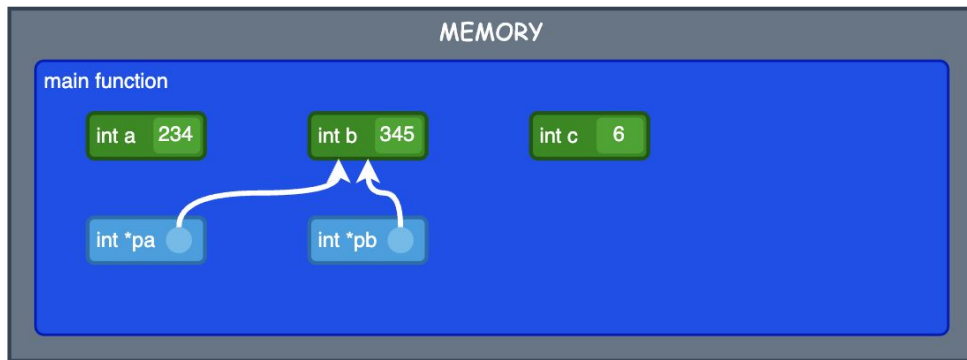 MEMORY
main function
int a 234 int b 345 int c 6
int *pa int *pb